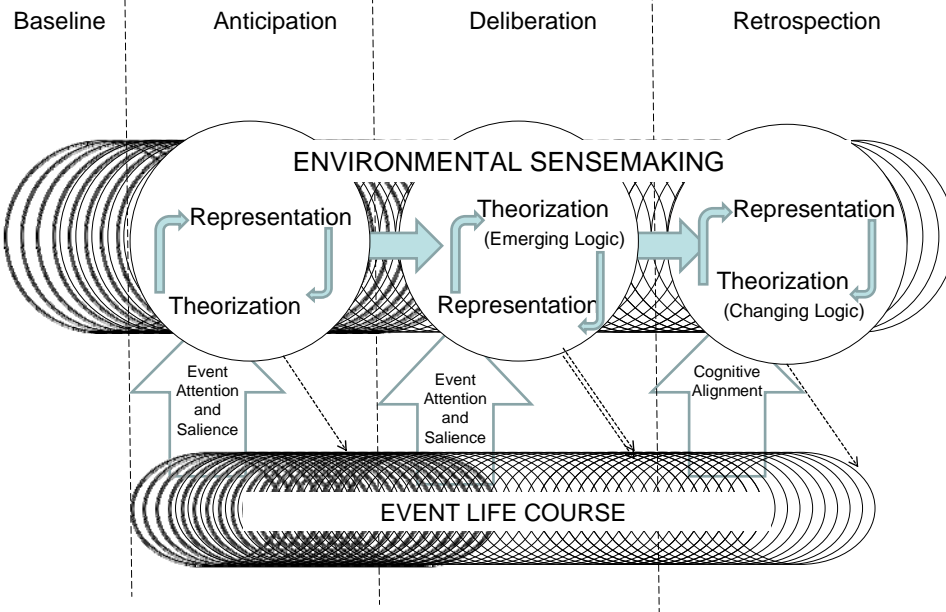 Baseline
Anticipation
Deliberation
Retrospection
ENVIRONMENTAL SENSEMAKING
Representation
Theorization
Theorization
(Emerging Logic)
Representation
Representation
Theorization
(Changing Logic)
Event
Attention
and
Salience
Event
Attention
and
Salience
Cognitive
Alignment
EVENT LIFE COURSE